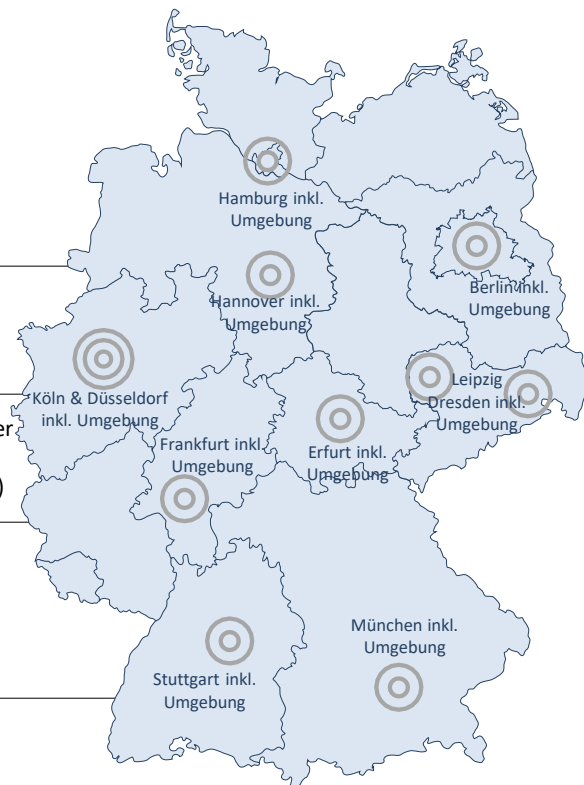 Hamburg inkl.
Umgebung
Berlin inkl.
Umgebung
Hannover inkl.
Umgebung
Köln & Düsseldorf
inkl. Umgebung
er
)
Leipzig
Dresden inkl.
Umgebung
Frankfurt inkl.
Umgebung
Erfurt inkl.
Umgebung
München inkl.
Umgebung
Stuttgart inkl.
Umgebung